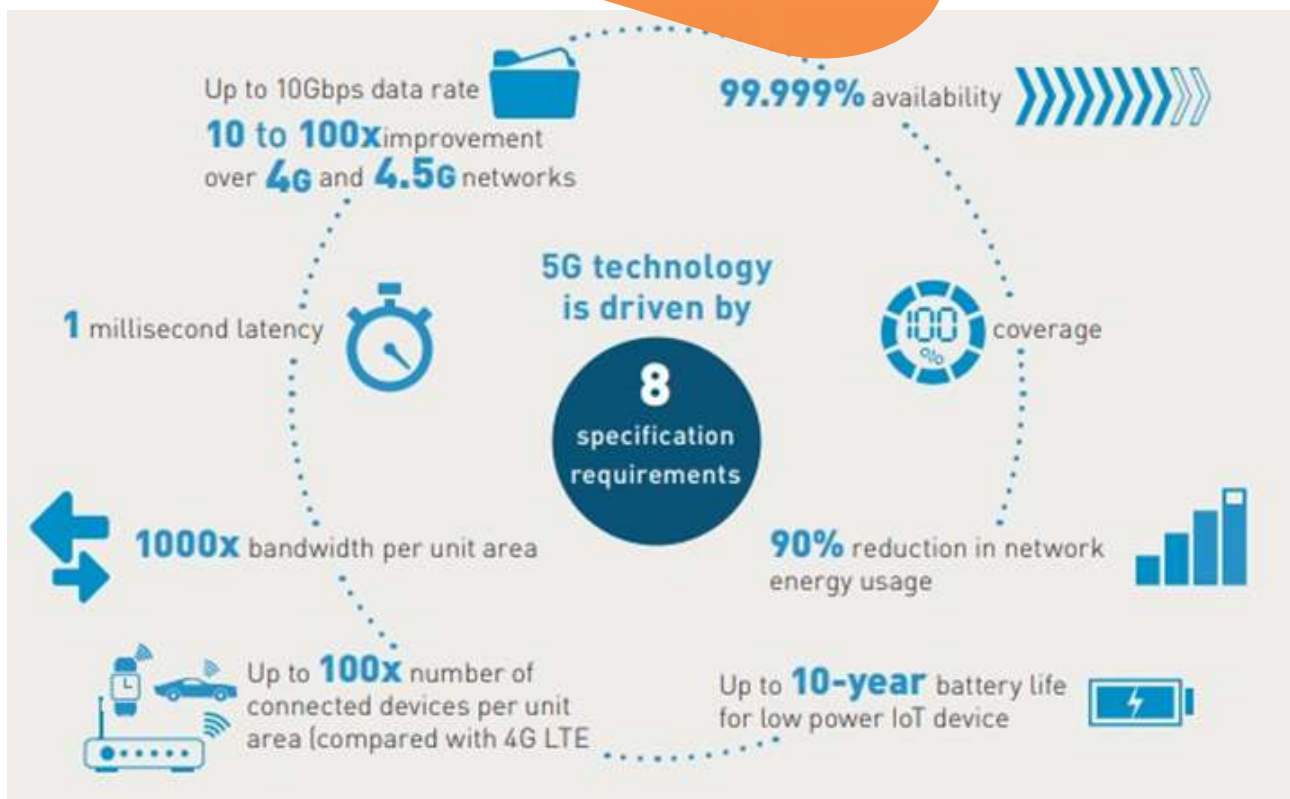 Up to 10Gbps data rate
10 to 100x improvement
over 4G and 4.5G networks
99.999% availability
5G technology
is driven by
8
specification
requirements
1 millisecond latency
100
%
coverage
1000x bandwidth per unit area
90% reduction in network
energy usage
Up to 100x number of
connected devices per unit
area (compared with 4G LTE
Up to 10-year battery life
for low power IoT device